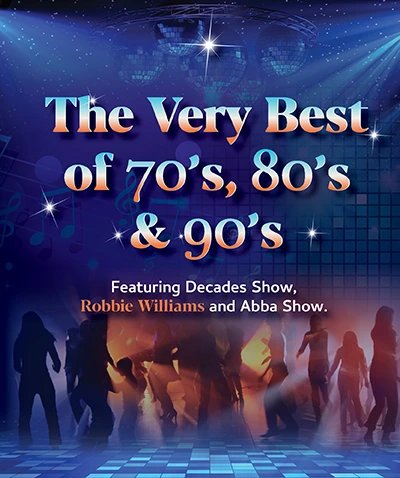 The Very Best
of 70's, 80's
& 90's
Featuring Decades Show,
Robbie Williams and Abba Show.